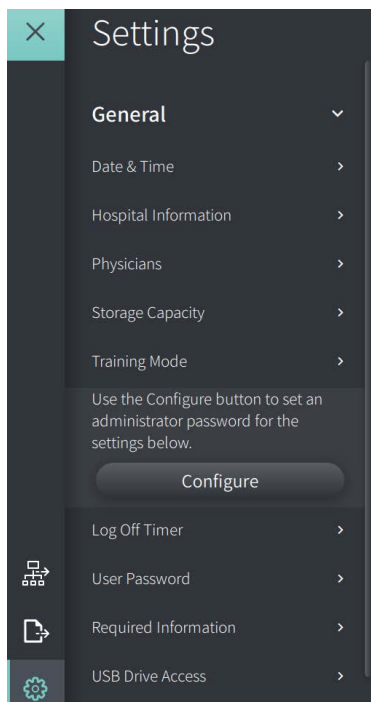 Settings
General
Date & Time
Hospital Information
Physicians
Storage Capacity
Training Mode
Use the Configure button to set an
administrator password for the
settings below.
Configure
Log Off Timer
User Password
Required Information
USB Drive Access